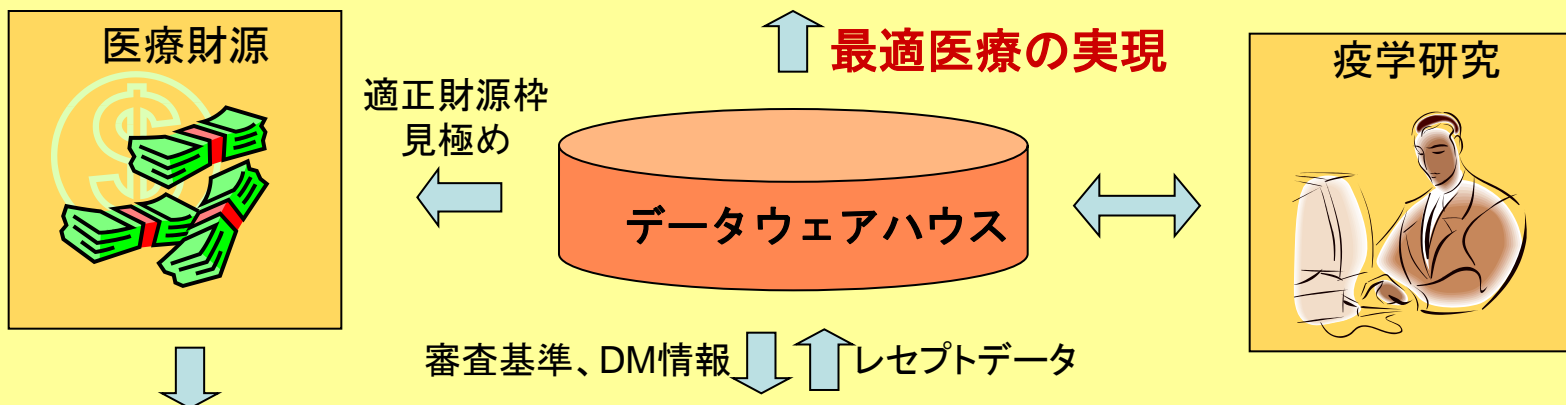 医療財源
最適医療の実現
疫学研究
適正財源枠
見極め
データウェアハウス
審査基準、DM情報
レセプトデータ